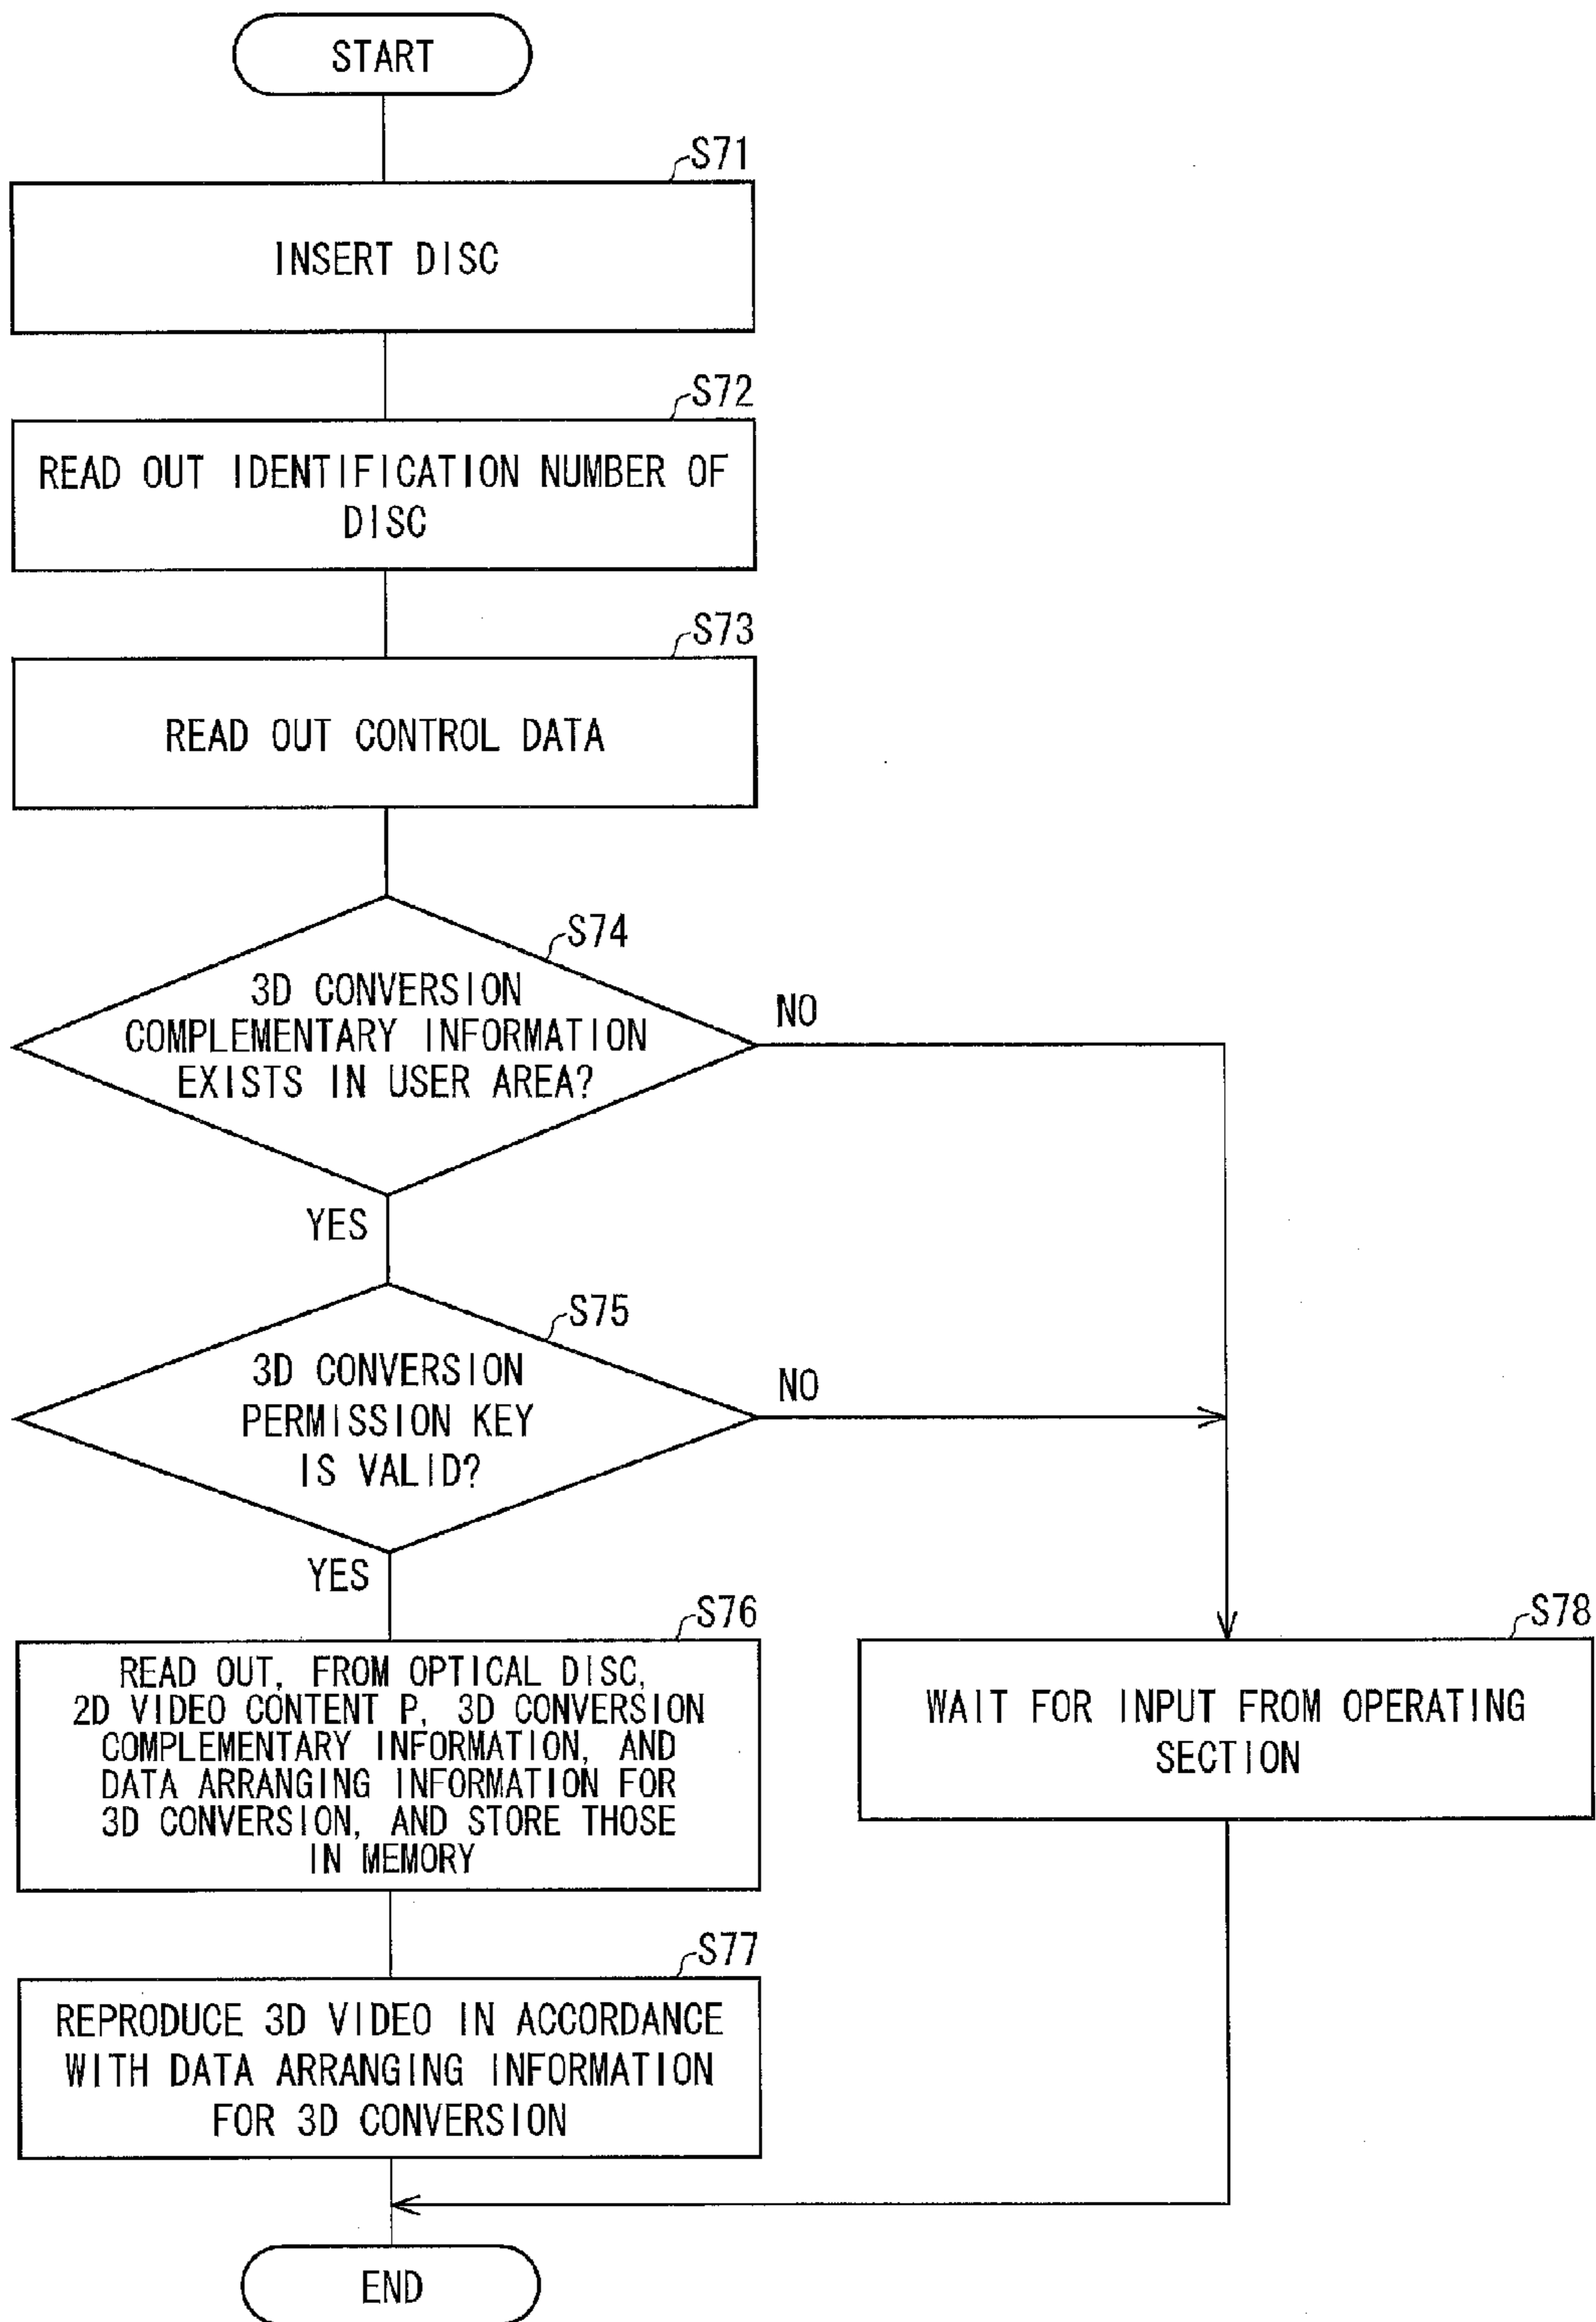 START
S71
INSERT DISC
S72
READ OUT IDENTIFICATION NUMBER OF
DISC
S73
READ OUT CONTROL DATA
S74
3D CONVERSION
COMPLEMENTARY INFORMATION
EXISTS IN USER AREA?
NO
YES
S75
3D CONVERSION
PERMISSION KEY
IS VALID?
NO
YES
S76
READ OUT, FROM OPTICAL DISC,
2D VIDEO CONTENT P, 3D CONVERSION
COMPLEMENTARY INFORMATION, AND
DATA ARRANGING INFORMATION FOR
3D CONVERSION, AND STORE THOSE
IN MEMORY
S78
WAIT FOR INPUT FROM OPERATING
SECTION
S77
REPRODUCE 3D VIDEO IN ACCORDANCE
WITH DATA ARRANGING INFORMATION
FOR 3D CONVERSION
END